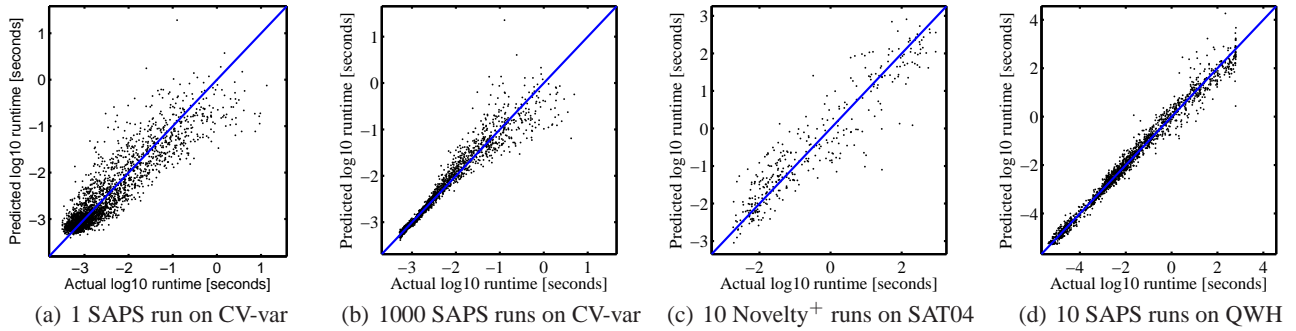 Predicted log10 runtime [seconds]
1
0
−1
−2
−3
−3 −2 −1 0 1
Actual log10 runtime [seconds]
(a) 1 SAPS run on CV-var
Predicted log10 runtime [seconds]
1
0
−1
−2
−3
−3 −2 −1 0 1
Actual log10 runtime [seconds]
(b) 1000 SAPS runs on CV-var
Predicted log10 runtime [seconds]
3
2
1
0
−1
−2
−3
−2 0 2
Actual log10 runtime [seconds]
(c) 10 Novelty+ runs on SAT04
Predicted log10 runtime [seconds]
4
2
0
−2
−4
−4 −2 0 2 4
Actual log10 runtime [seconds]
(d) 10 SAPS runs on QWH